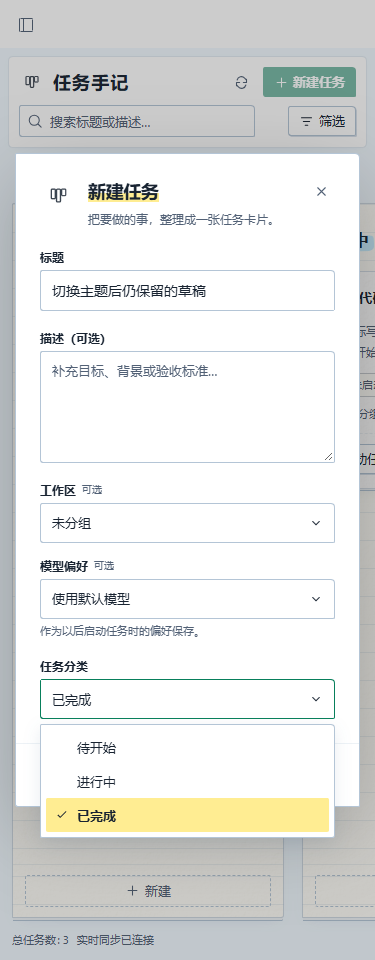 任务手记
+ 新建任务
搜索标题或描述...
筛选
新建任务
把要做的事，整理成一张任务卡片。
标题
切换主题后仍保留的草稿
描述（可选）
补充目标、背景或验收标准...
工作区 可选
未分组
模型偏好 可选
使用默认模型
作为以后启动任务时的偏好保存。
任务分类
已完成
待开始
进行中
已完成
+ 新建
总任务数: 3 实时同步已连接